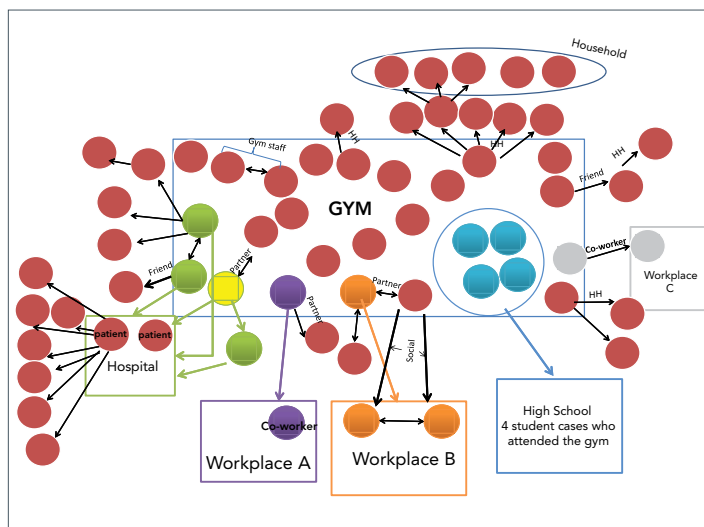 Household
HH
HH
Gym staff
HH
Friend
GYM
Partner
Friend
Co-worker
Workplace
C
Partner
HH
Partner
patient
patient
Hospital
Social
Co-worker
Workplace A
Workplace B
High School
4 student cases who
attended the gym